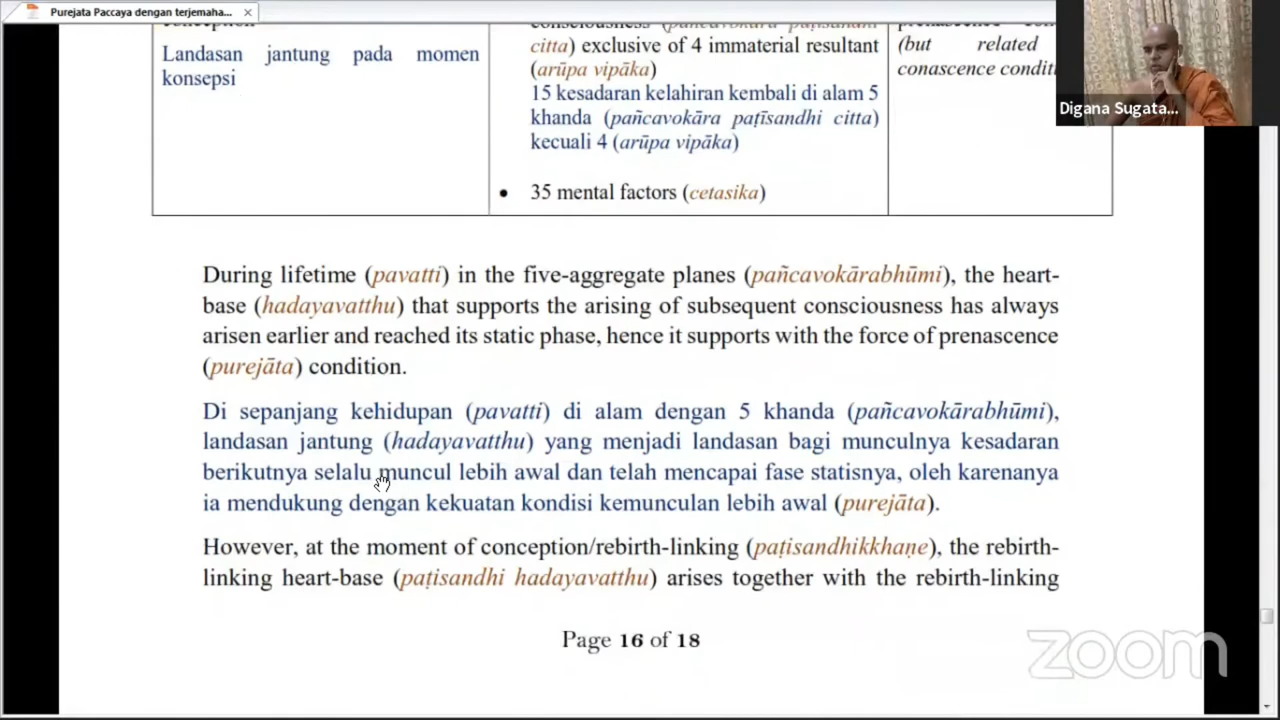 Purejata Paccaya dengan terjemaha...
Landasan jantung pada momen
konsepsi
citta) exclusive of 4 immaterial resultant
(arūpa vipāka)
15 kesadaran kelahiran kembali di alam 5
khanda (pañcavokāra paṭīsandhi citta)
kecuali 4 (arūpa vipāka)
• 35 mental factors (cetasika)
(but related
conascence condit
Digana Sugata...
During lifetime (pavatti) in the five-aggregate planes (pañcavokārabhūmi), the heart-
base (hadayavatthu) that supports the arising of subsequent consciousness has always
arisen earlier and reached its static phase, hence it supports with the force of prenascence
(purejāta) condition.
Di sepanjang kehidupan (pavatti) di alam dengan 5 khanda (pañcavokārabhūmi),
landasan jantung (hadayavatthu) yang menjadi landasan bagi munculnya kesadaran
berikutnya selalu muncul lebih awal dan telah mencapai fase statisnya, oleh karenanya
ia mendukung dengan kekuatan kondisi kemunculan lebih awal (purejāta).
However, at the moment of conception/rebirth-linking (paṭisandhikkhaṇe), the rebirth-
linking heart-base (paṭisandhi hadayavatthu) arises together with the rebirth-linking
Page 16 of 18
zoom